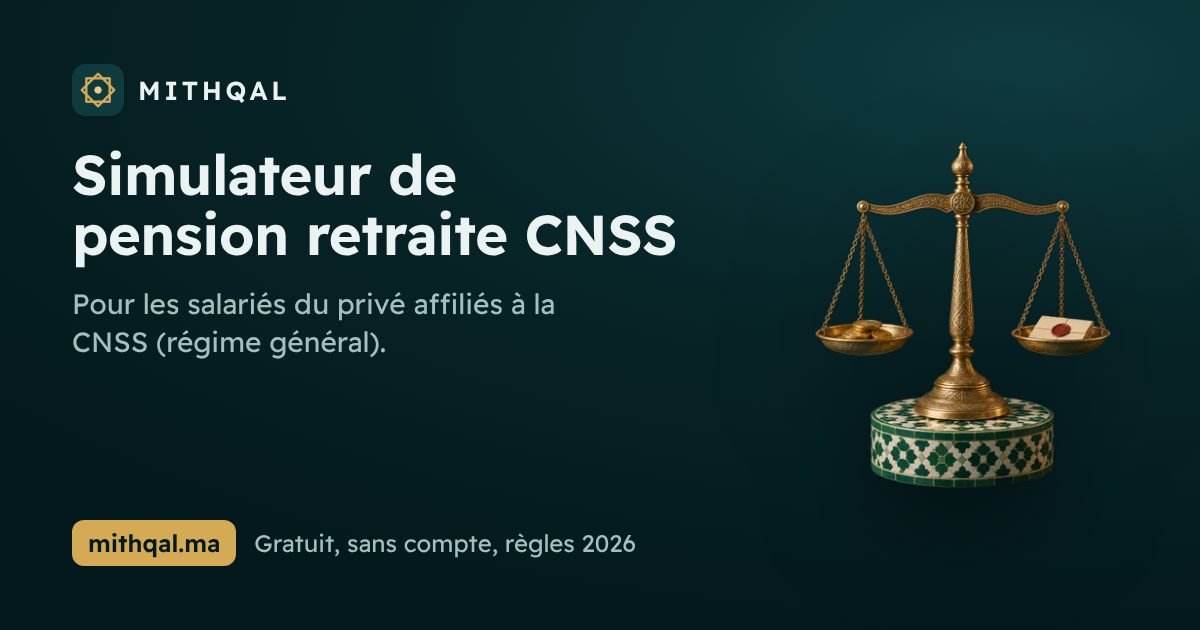 MITHQAL
Simulateur de
pension retraite CNSS
Pour les salariés du privé affiliés à la
CNSS (régime général).
mithqal.ma
Gratuit, sans compte, règles 2026